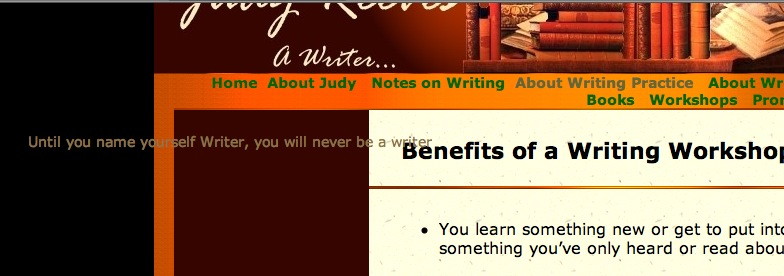 Judy Reeves
A Writer...
Home About Judy Notes on Writing About Writing Practice About Wr
Books Workshops Pro
Until you name yourself Writer, you will never be a writer
Benefits of a Writing Workshop
You learn something new or get to put into
something you’ve only heard or read abou